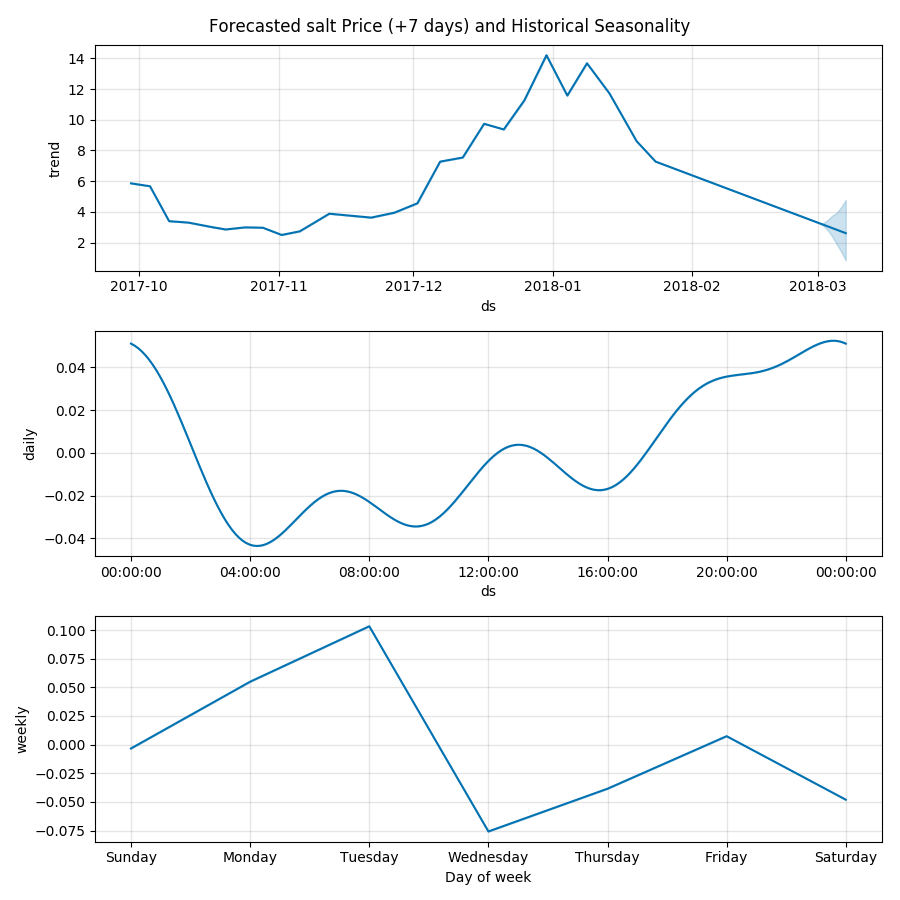 Forecasted salt Price (+7 days) and Historical Seasonality
14
12
10
8
6
4
2
trend
2017-10 2017-11 2017-12 2018-01 2018-02 2018-03
ds
0.04
0.02
0.00
−0.02
−0.04
daily
00:00:00 04:00:00 08:00:00 12:00:00 16:00:00 20:00:00 00:00:00
ds
0.100
0.075
0.050
0.025
0.000
−0.025
−0.050
−0.075
weekly
Sunday Monday Tuesday Wednesday Thursday Friday Saturday
Day of week